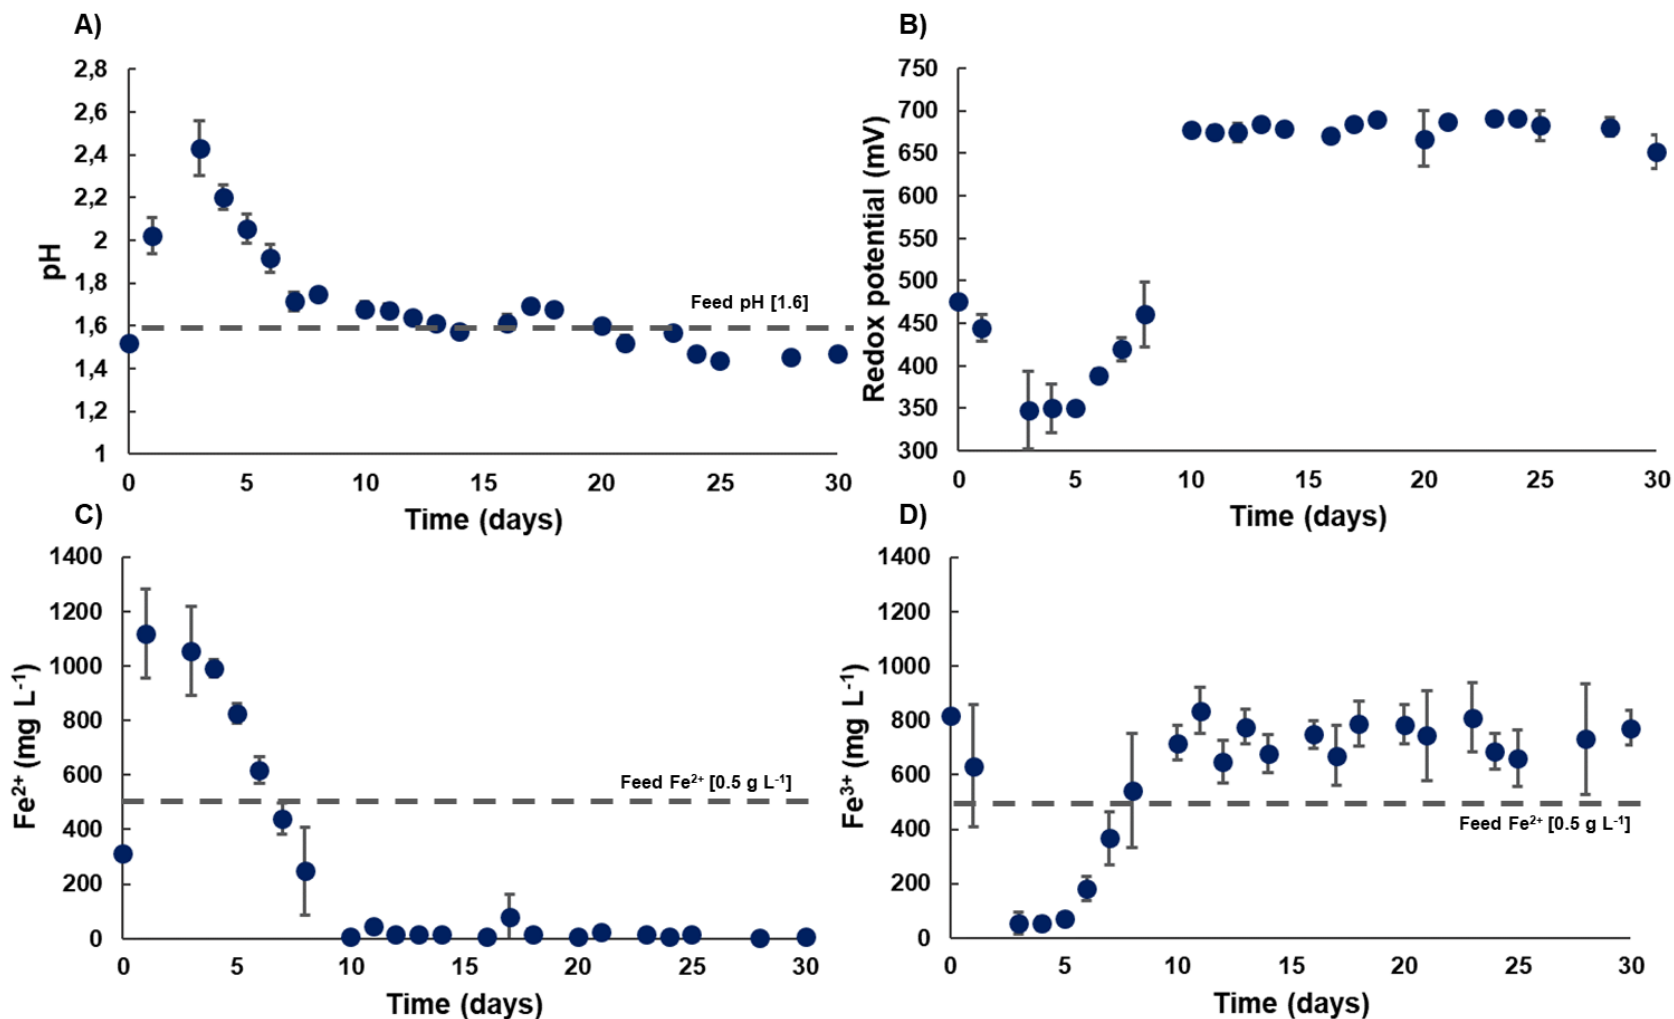 A)
2,8
2,6
2,4
2,2
2
1,8
1,6
1,4
1,2
1
pH
Feed pH [1.6]
0 5 10 15 20 25 30
Time (days)
B)
750
700
650
600
550
500
450
400
350
300
Redox potential (mV)
0 5 10 15 20 25 30
Time (days)
C)
1400
1200
1000
800
600
400
200
0
Fe²⁺ (mg L⁻¹)
Feed Fe²⁺ [0.5 g L⁻¹]
0 5 10 15 20 25 30
Time (days)
D)
1400
1200
1000
800
600
400
200
0
Fe³⁺ (mg L⁻¹)
Feed Fe²⁺ [0.5 g L⁻¹]
0 5 10 15 20 25 30
Time (days)